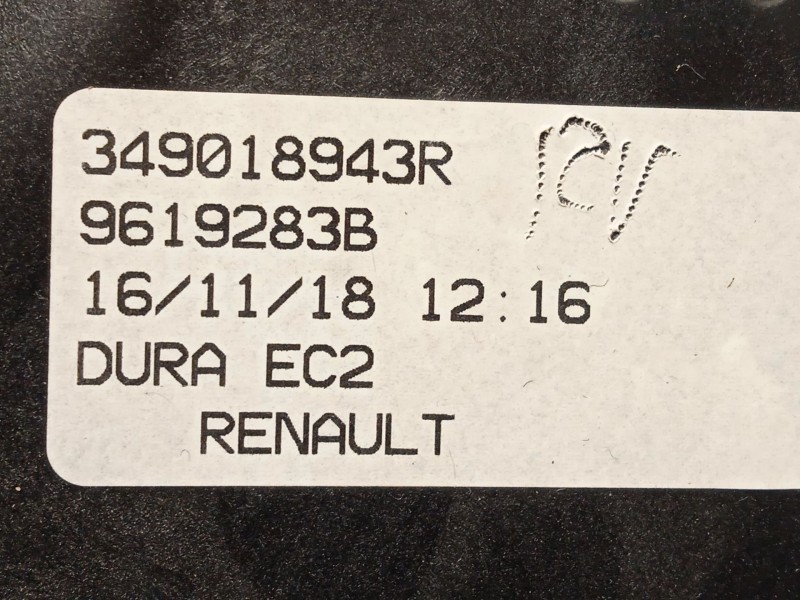 349018943R
9619283B
16/11/18 12:16
DURA EC2
RENAULT